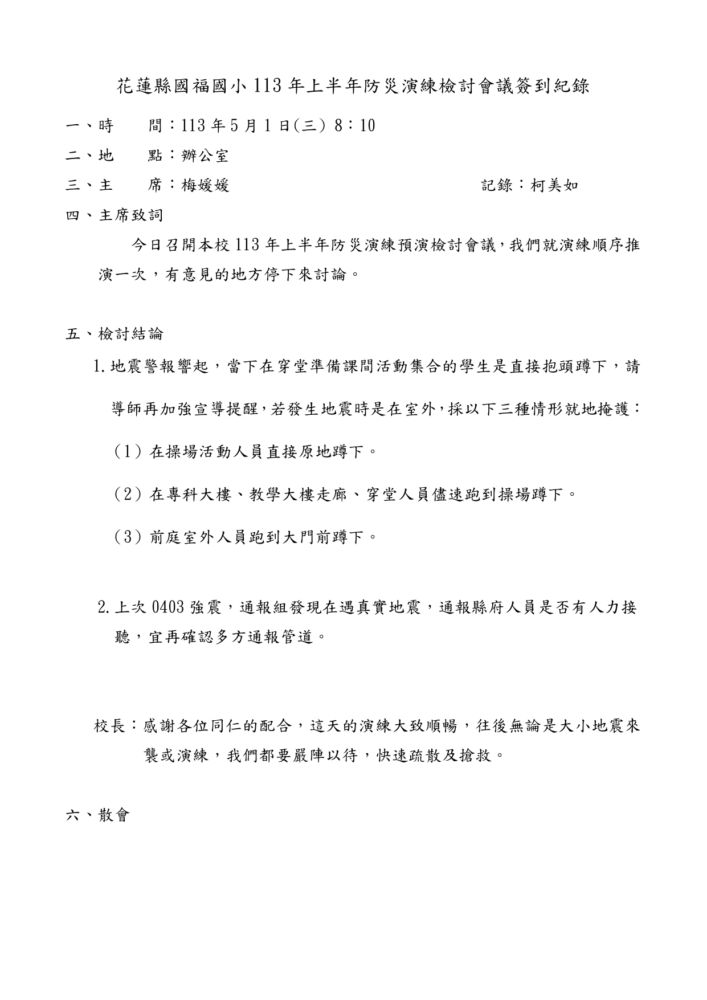 花蓮縣國福國小 113 年上半年防災演練檢討會議簽到紀錄
一、時　　間：113 年 5 月 1 日(三) 8：10
二、地　　點：辦公室
三、主　　席：梅媛媛　　　　　　　　　　　　　　　記錄：柯美如
四、主席致詞
今日召開本校 113 年上半年防災演練預演檢討會議，我們就演練順序推
演一次，有意見的地方停下來討論。
五、檢討結論
1. 地震警報響起，當下在穿堂準備課間活動集合的學生是直接抱頭蹲下，請
導師再加強宣導提醒，若發生地震時是在室外，採以下三種情形就地掩護：
（1）在操場活動人員直接原地蹲下。
（2）在專科大樓、教學大樓走廊、穿堂人員儘速跑到操場蹲下。
（3）前庭室外人員跑到大門前蹲下。
2. 上次 0403 強震，通報組發現在遇真實地震，通報縣府人員是否有人力接
聽，宜再確認多方通報管道。
校長：感謝各位同仁的配合，這天的演練大致順暢，往後無論是大小地震來
襲或演練，我們都要嚴陣以待，快速疏散及搶救。
六、散會